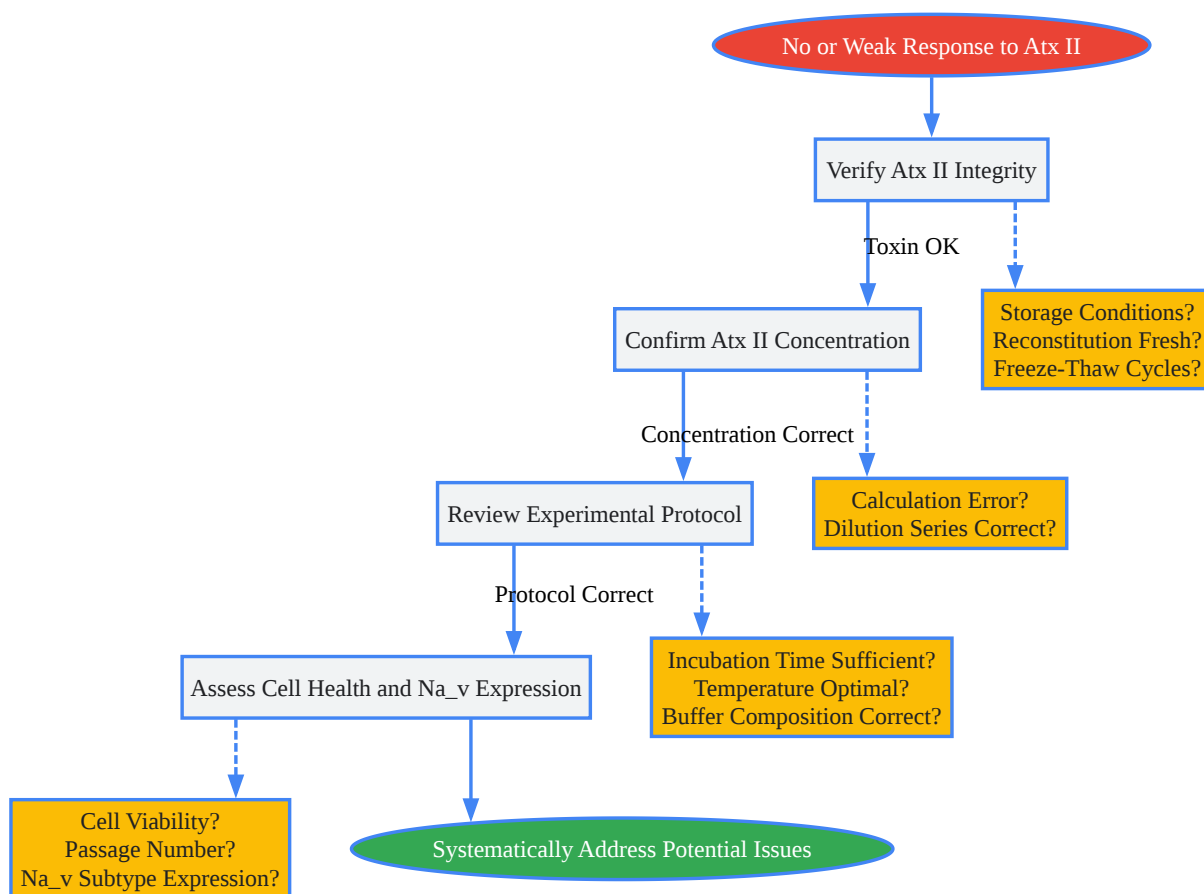 No or Weak Response to Atx II
Verify Atx II Integrity
Toxin OK
Storage Conditions?
Reconstitution Fresh?
Freeze-Thaw Cycles?
Confirm Atx II Concentration
Concentration Correct
Calculation Error?
Dilution Series Correct?
Review Experimental Protocol
Protocol Correct
Incubation Time Sufficient?
Temperature Optimal?
Buffer Composition Correct?
Assess Cell Health and Na_v Expression
Cell Viability?
Passage Number?
Na_v Subtype Expression?
Systematically Address Potential Issues